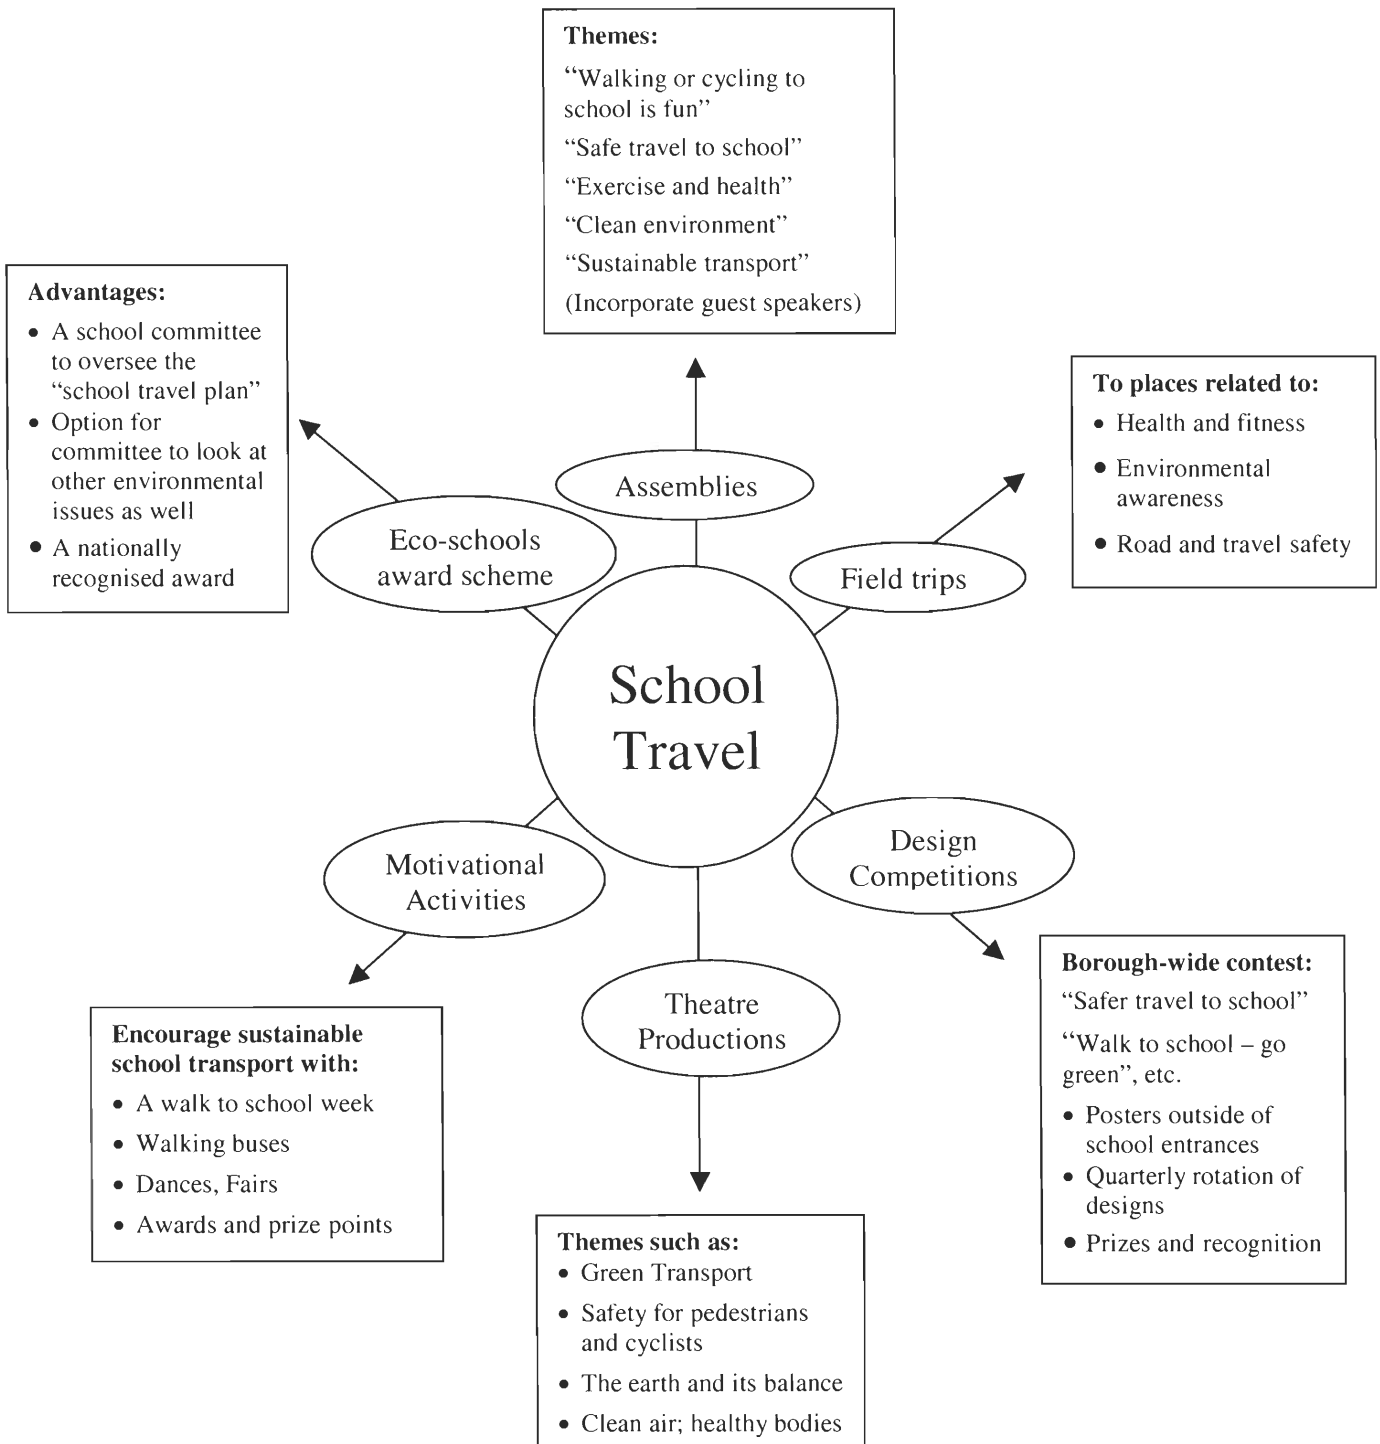 Themes:
“Walking or cycling to
school is fun”
“Safe travel to school”
“Exercise and health”
“Clean environment”
“Sustainable transport”
(Incorporate guest speakers)
Advantages:
• A school committee
to oversee the
“school travel plan”
• Option for
committee to look at
other environmental
issues as well
• A nationally
recognised award
To places related to:
• Health and fitness
• Environmental
awareness
• Road and travel safety
Assemblies
Eco-schools
award scheme
Field trips
School
Travel
Motivational
Activities
Design
Competitions
Theatre
Productions
Borough-wide contest:
“Safer travel to school”
“Walk to school – go
green”, etc.
• Posters outside of
school entrances
• Quarterly rotation of
designs
• Prizes and recognition
Encourage sustainable
school transport with:
• A walk to school week
• Walking buses
• Dances, Fairs
• Awards and prize points
Themes such as:
• Green Transport
• Safety for pedestrians
and cyclists
• The earth and its balance
• Clean air; healthy bodies